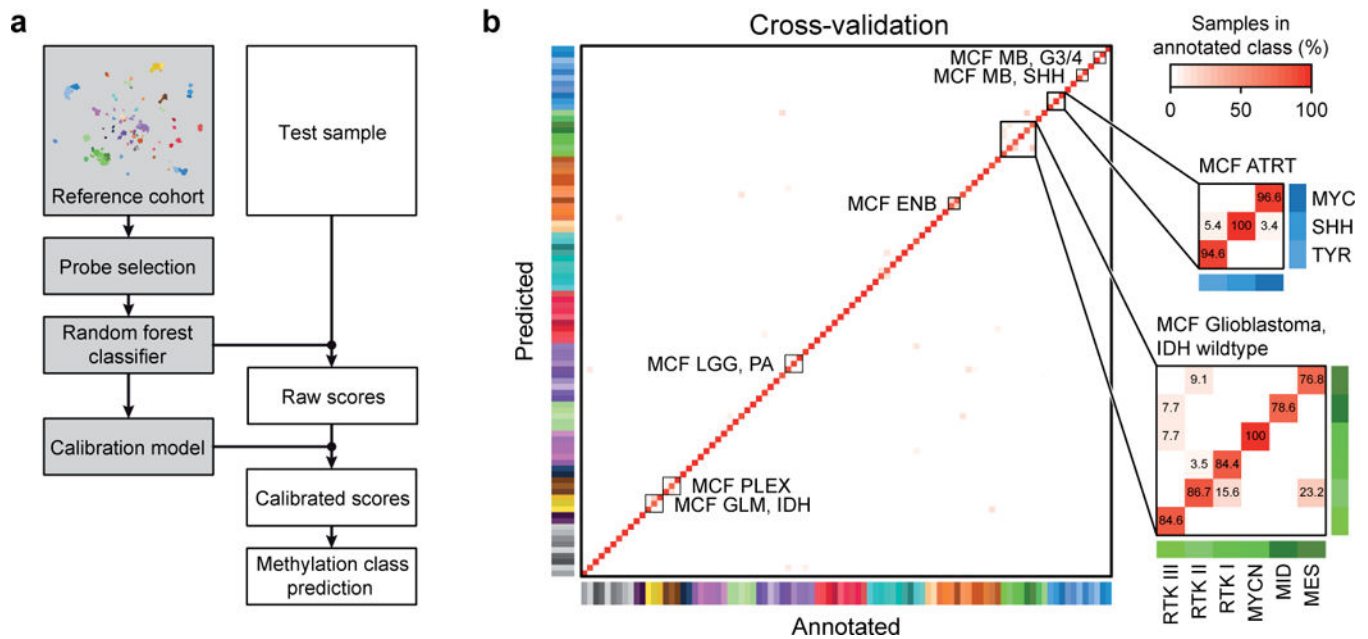 a
Reference cohort
Test sample
Probe selection
Random forest
classifier
Raw scores
Calibration model
Calibrated scores
Methylation class
prediction
b
Cross-validation
Samples in
annotated class (%)
0 50 100
MCF MB, G3/4
MCF MB, SHH
MCF ENB
MCF LGG, PA
MCF PLEX
MCF GLM, IDH
Predicted
Annotated
MCF ATRT
96.6
5.4 100 3.4
94.6
MYC
SHH
TYR
MCF Glioblastoma,
IDH wildtype
9.1 76.8
7.7 78.6
7.7 100
3.5 84.4
86.7 15.6 23.2
84.6
RTK III
RTK II
RTK I
MYCN
MID
MES